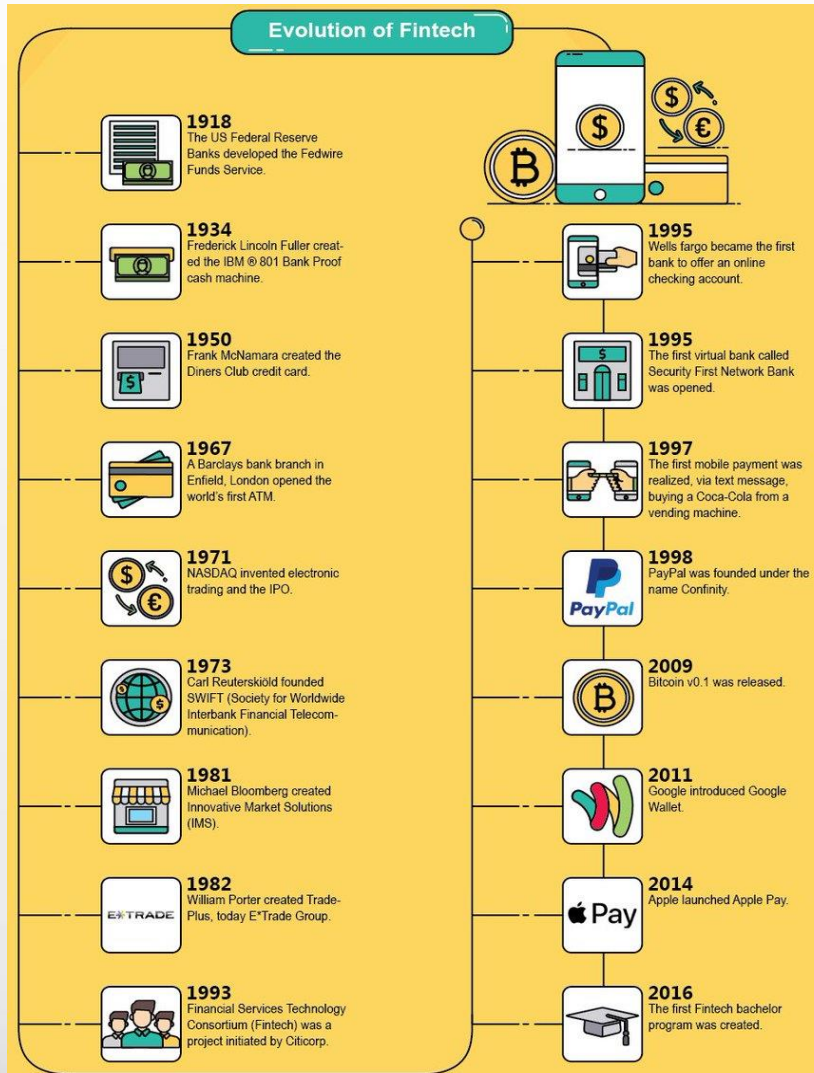 Evolution of Fintech
1918
The US Federal Reserve
Banks developed the Fedwire
Funds Service.
1934
Frederick Lincoln Fuller creat-
ed the IBM ® 801 Bank Proof
cash machine.
1950
Frank McNamara created the
Diners Club credit card.
1967
A Barclays bank branch in
Enfield, London opened the
world's first ATM.
1971
NASDAQ invented electronic
trading and the IPO.
1973
Carl Reuterskiöld founded
SWIFT (Society for Worldwide
Interbank Financial Telecom-
munication).
1981
Michael Bloomberg created
Innovative Market Solutions
(IMS).
E*TRADE
1982
William Porter created Trade-
Plus, today E*Trade Group.
1993
Financial Services Technology
Consortium (Fintech) was a
project initiated by Citicorp.
1995
Wells fargo became the first
bank to offer an online
checking account.
1995
The first virtual bank called
Security First Network Bank
was opened.
1997
The first mobile payment was
realized, via text message,
buying a Coca-Cola from a
vending machine.
PayPal
1998
PayPal was founded under the
name Confinity.
2009
Bitcoin v0.1 was released.
2011
Google introduced Google
Wallet.
Pay
2014
Apple launched Apple Pay.
2016
The first Fintech bachelor
program was created.